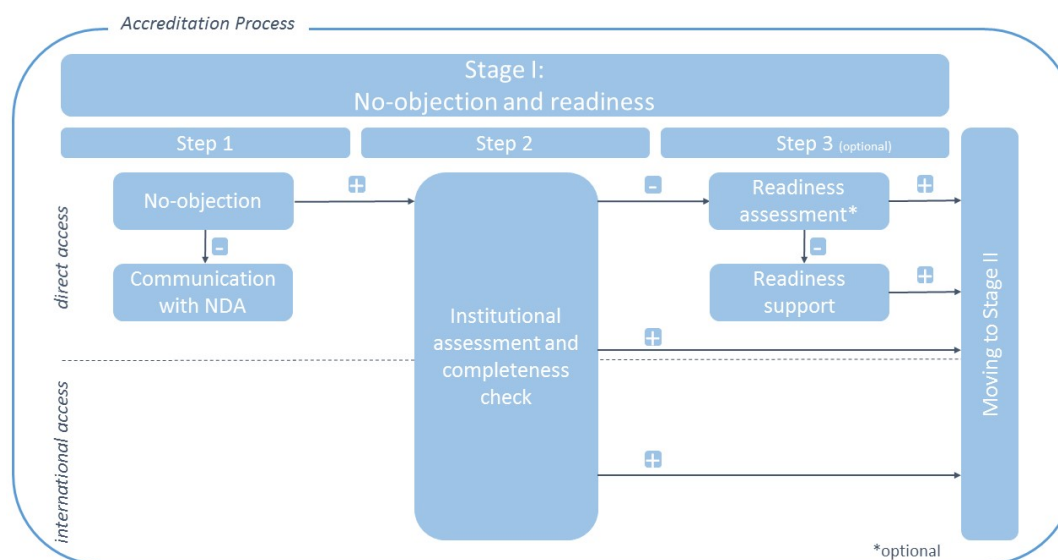 Accreditation Process
Stage I:
No-objection and readiness
Step 1
Step 2
Step 3 (optional)
direct access
No-objection
+
-
Communication
with NDA
Institutional
assessment and
completeness
check
-
Readiness
assessment*
+
-
Readiness
support
+
+
international access
+
Moving to Stage II
*optional